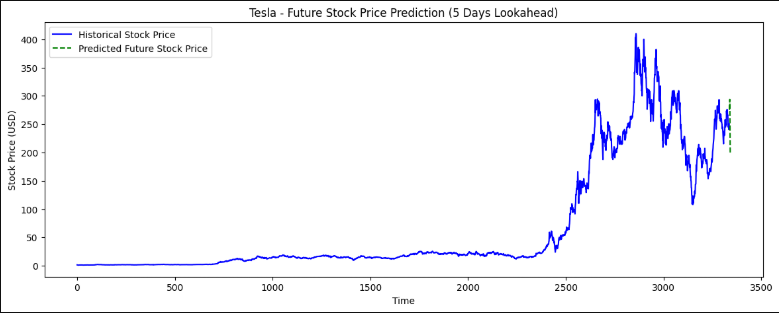 Tesla - Future Stock Price Prediction (5 Days Lookahead)
Historical Stock Price
Predicted Future Stock Price
Stock Price (USD)
400
350
300
250
200
150
100
50
0
0 500 1000 1500 2000 2500 3000 3500
Time